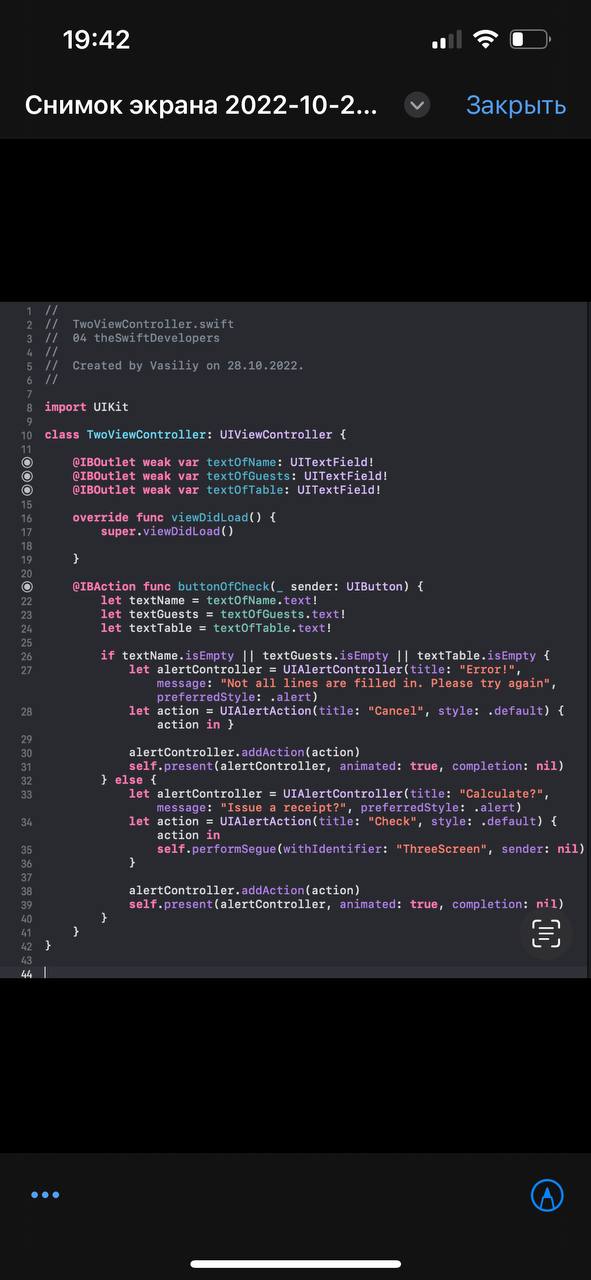 19:42
Снимок экрана 2022-10-2...
Закрыть
1 //
2 //  TwoViewController.swift
3 //  04 theSwiftDevelopers
4 //
5 //  Created by Vasiliy on 28.10.2022.
6 //
7
8 import UIKit
9
10 class TwoViewController: UIViewController {
11
@IBOutlet weak var textOfName: UITextField!
@IBOutlet weak var textOfGuests: UITextField!
@IBOutlet weak var textOfTable: UITextField!
15
16 override func viewDidLoad() {
17 super.viewDidLoad()
18
19 }
20
@IBAction func buttonOfCheck(_ sender: UIButton) {
22 let textName = textOfName.text!
23 let textGuests = textOfGuests.text!
24 let textTable = textOfTable.text!
25
26 if textName.isEmpty || textGuests.isEmpty || textTable.isEmpty {
27 let alertController = UIAlertController(title: "Error!",
message: "Not all lines are filled in. Please try again",
preferredStyle: .alert)
28 let action = UIAlertAction(title: "Cancel", style: .default) {
action in }
29
30 alertController.addAction(action)
31 self.present(alertController, animated: true, completion: nil)
32 } else {
33 let alertController = UIAlertController(title: "Calculate?",
message: "Issue a receipt?", preferredStyle: .alert)
34 let action = UIAlertAction(title: "Check", style: .default) {
action in
35 self.performSegue(withIdentifier: "ThreeScreen", sender: nil)
36 }
37
38 alertController.addAction(action)
39 self.present(alertController, animated: true, completion: nil)
40 }
41 }
42 }
43
44